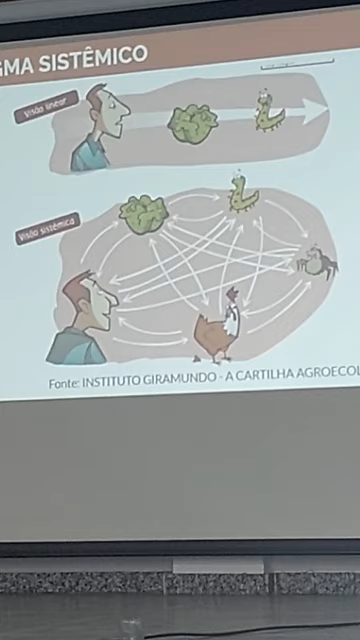 GMA SISTÊMICO
Visão linear
Visão sistêmica
Fonte: INSTITUTO GIRAMUNDO - A CARTILHA AGROECOL